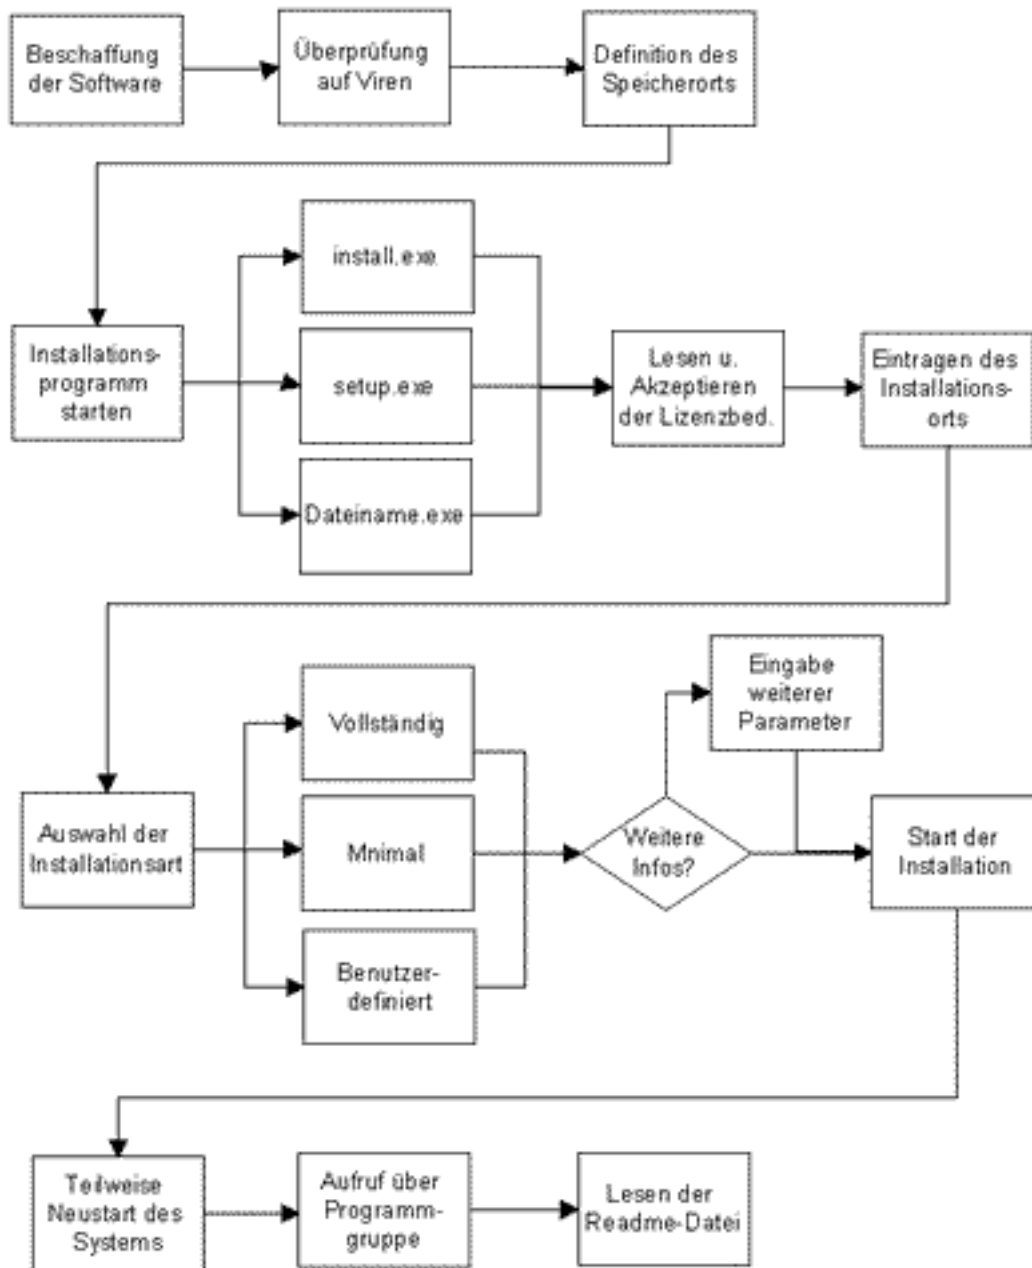 Beschaffung
der Software
Überprüfung
auf Viren
Definition des
Speicherorts
Installations-
programm
starten
install.exe
setup.exe
Dateiname.exe
Lesen u.
Akzeptieren
der Lizenzbed.
Eintragen des
Installations-
orts
Auswahl der
Installationsart
Vollständig
Mnimal
Benutzer-
definiert
Weitere
Infos?
Eingabe
weiterer
Parameter
Start der
Installation
Teilweise
Neustart des
Systems
Aufruf über
Programm-
gruppe
Lesen der
Readme-Datei